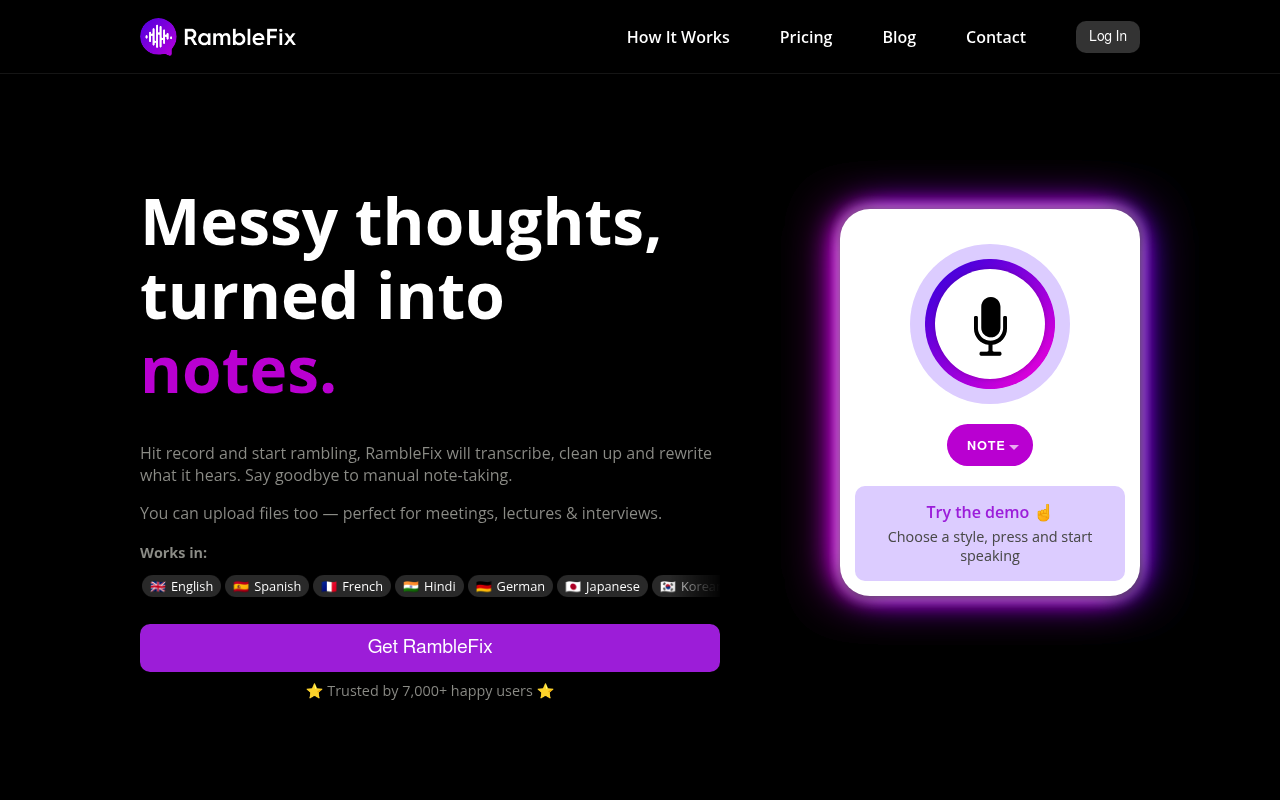 RambleFix
How It Works
Pricing
Blog
Contact
Log In
Messy thoughts,
turned into
notes.
Hit record and start rambling, RambleFix will transcribe, clean up and rewrite
what it hears. Say goodbye to manual note-taking.
You can upload files too — perfect for meetings, lectures & interviews.
Works in:
🇬🇧 English 🇪🇸 Spanish 🇫🇷 French 🇮🇳 Hindi 🇩🇪 German 🇯🇵 Japanese 🇰🇷 Korea
Get RambleFix
⭐ Trusted by 7,000+ happy users ⭐
NOTE
Try the demo ☝️
Choose a style, press and start
speaking